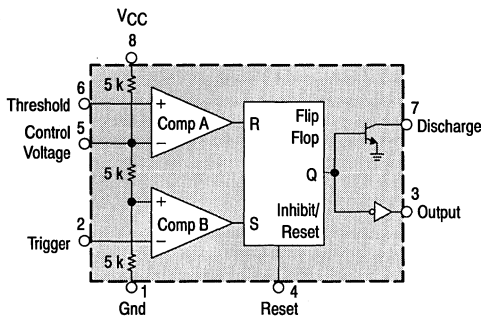 VCC
8
5 k
6
Threshold
+
Comp A
R
Flip
Flop
7
Discharge
Control
Voltage
5
−
5 k
Q
3
Output
+
Comp B
S
Inhibit/
Reset
2
Trigger
−
5 k
1
Gnd
4
Reset